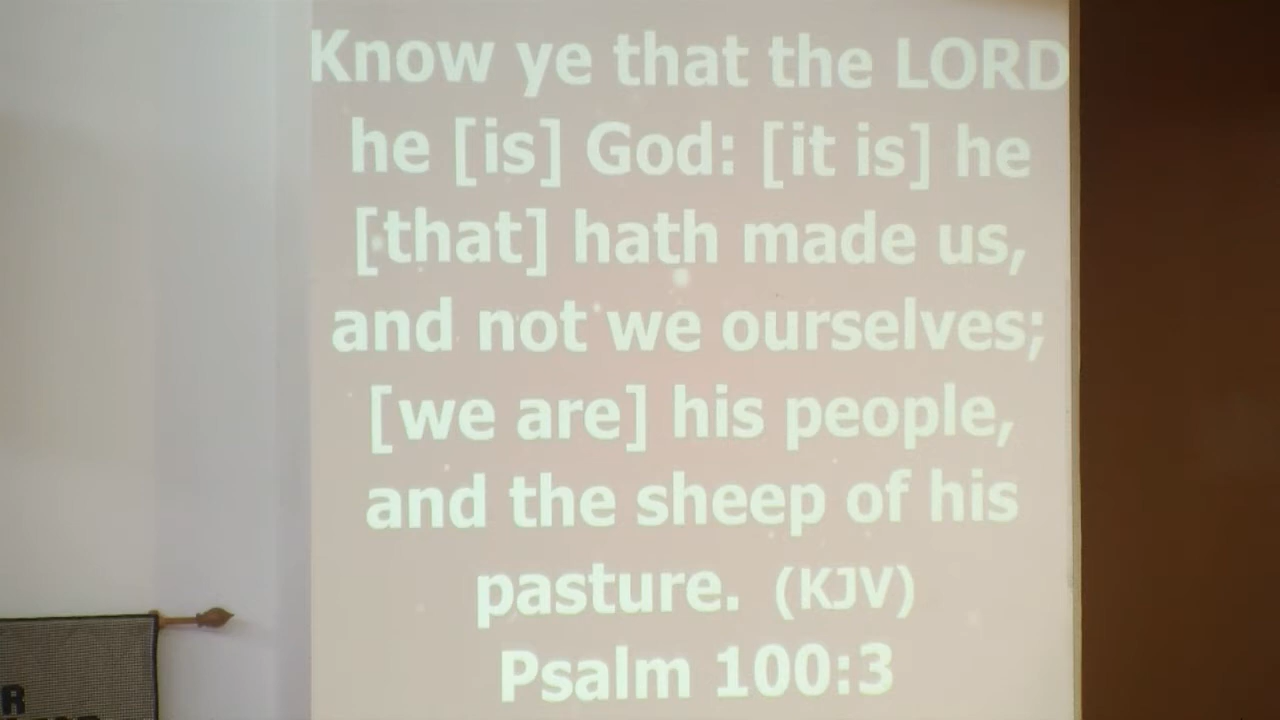 Know ye that the LORD
he [is] God: [it is] he
[that] hath made us,
and not we ourselves;
[we are] his people,
and the sheep of his
pasture. (KJV)
Psalm 100:3
R